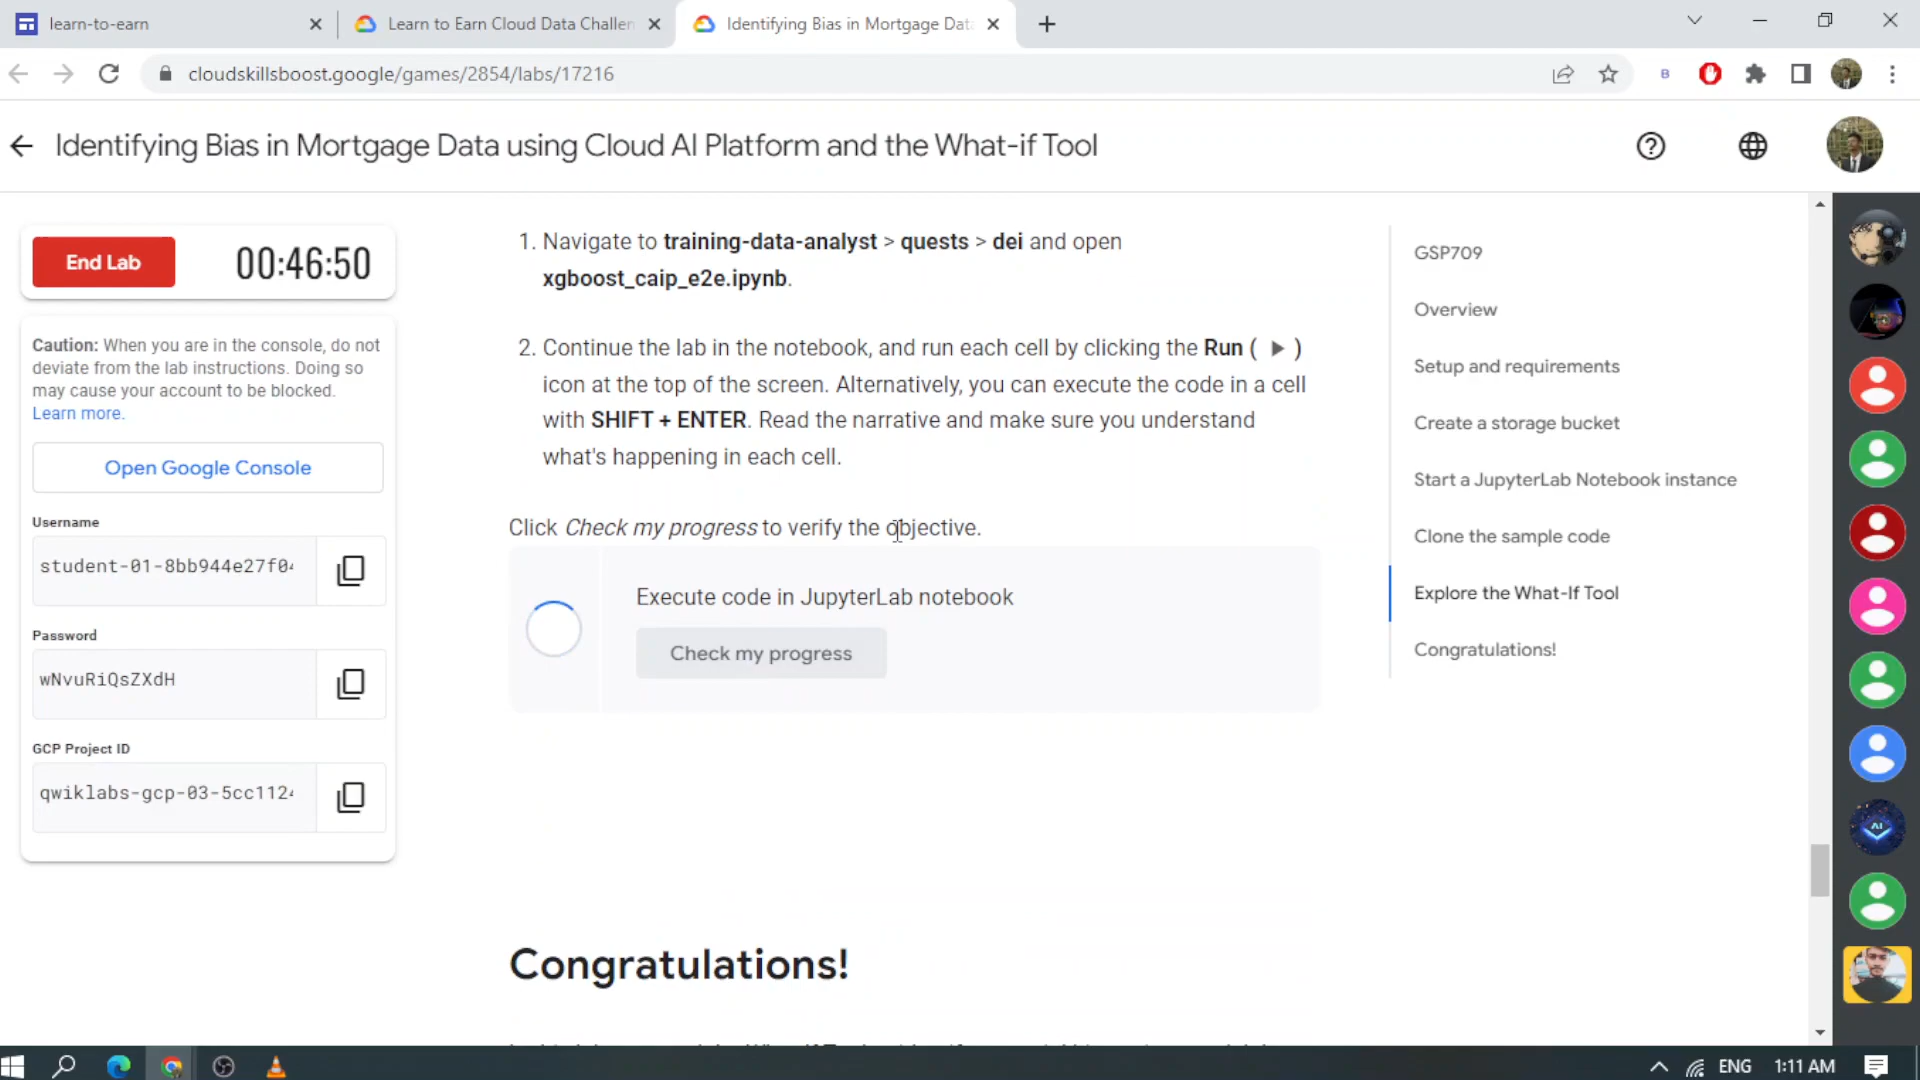 learn-to-earn
Learn to Earn Cloud Data Challen
Identifying Bias in Mortgage Dat
cloudskillsboost.google/games/2854/labs/17216
B
Identifying Bias in Mortgage Data using Cloud AI Platform and the What-if Tool
End Lab
00:46:50
Caution: When you are in the console, do not
deviate from the lab instructions. Doing so
may cause your account to be blocked.
Learn more.
Open Google Console
Username
student-01-8bb944e27f04
Password
wNvuRiQsZXdH
GCP Project ID
qwiklabs-gcp-03-5cc1124
1. Navigate to training-data-analyst > quests > dei and open
xgboost_caip_e2e.ipynb.
2. Continue the lab in the notebook, and run each cell by clicking the Run ( ▶ )
icon at the top of the screen. Alternatively, you can execute the code in a cell
with SHIFT + ENTER. Read the narrative and make sure you understand
what's happening in each cell.
Click Check my progress to verify the objective.
Execute code in JupyterLab notebook
Check my progress
Congratulations!
GSP709
Overview
Setup and requirements
Create a storage bucket
Start a JupyterLab Notebook instance
Clone the sample code
Explore the What-If Tool
Congratulations!
AI
ENG
1:11 AM